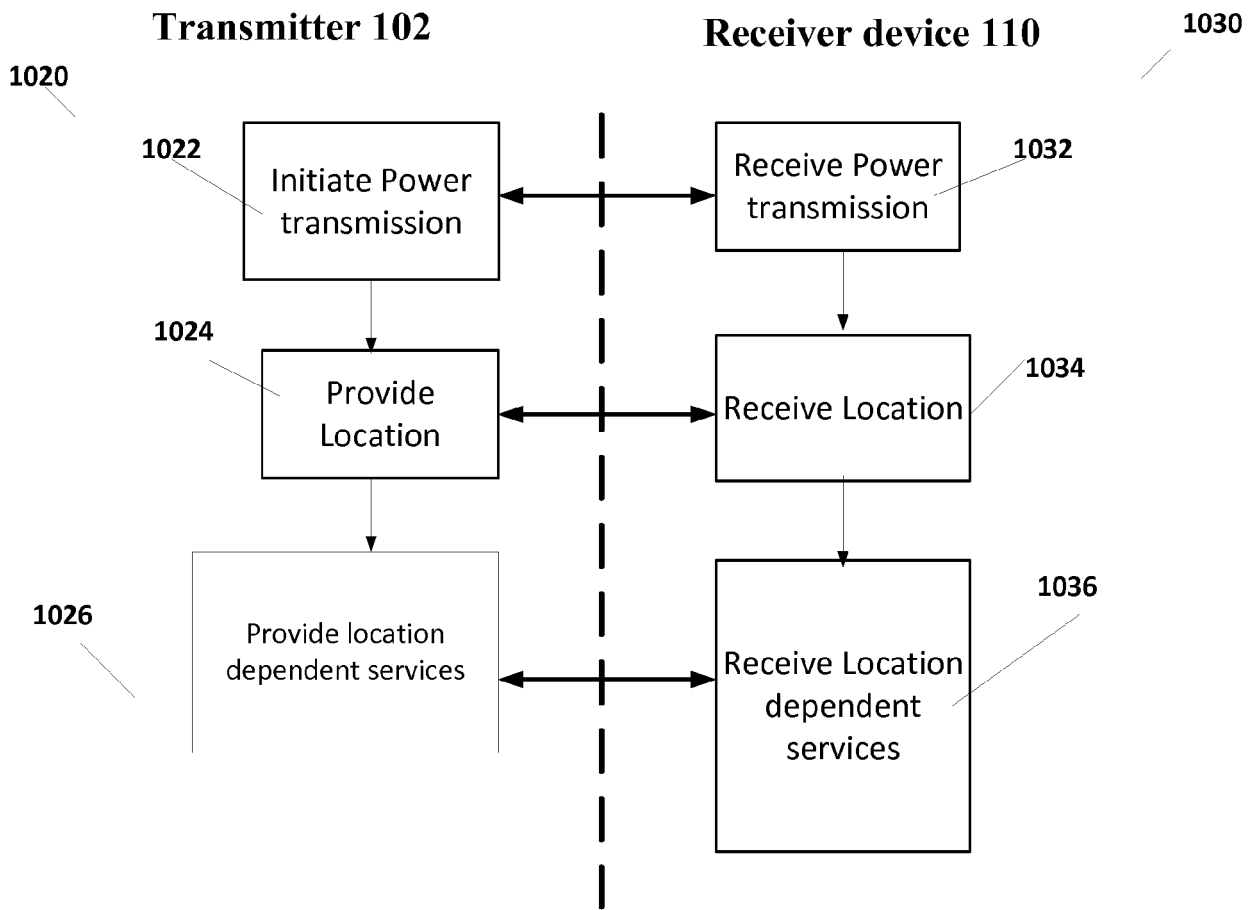 Transmitter 102
Receiver device 110
1030
1020
1022
Initiate Power
transmission
Receive Power
transmission
1032
1024
Provide
Location
Receive Location
1034
1026
Provide location
dependent services
Receive Location
dependent
services
1036